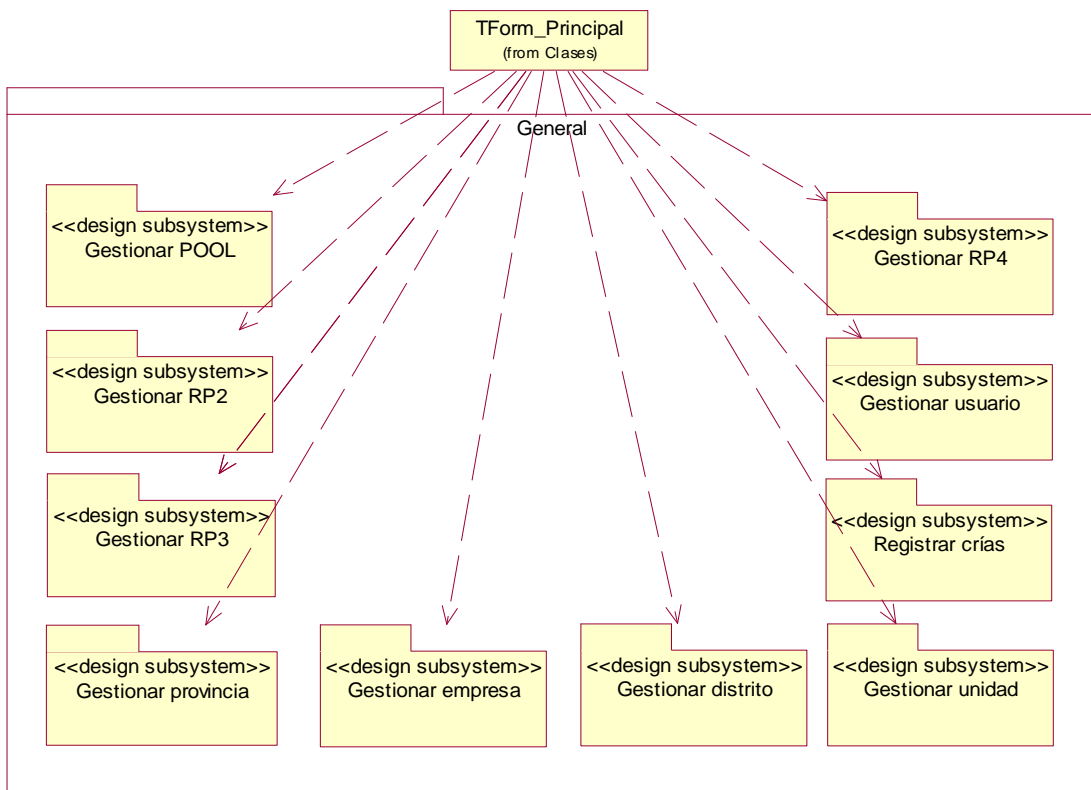 TForm_Principal
(from Clases)
General
<<design subsystem>>
Gestionar POOL
<<design subsystem>>
Gestionar RP4
<<design subsystem>>
Gestionar RP2
<<design subsystem>>
Gestionar usuario
<<design subsystem>>
Gestionar RP3
<<design subsystem>>
Registrar crías
<<design subsystem>>
Gestionar provincia
<<design subsystem>>
Gestionar empresa
<<design subsystem>>
Gestionar distrito
<<design subsystem>>
Gestionar unidad